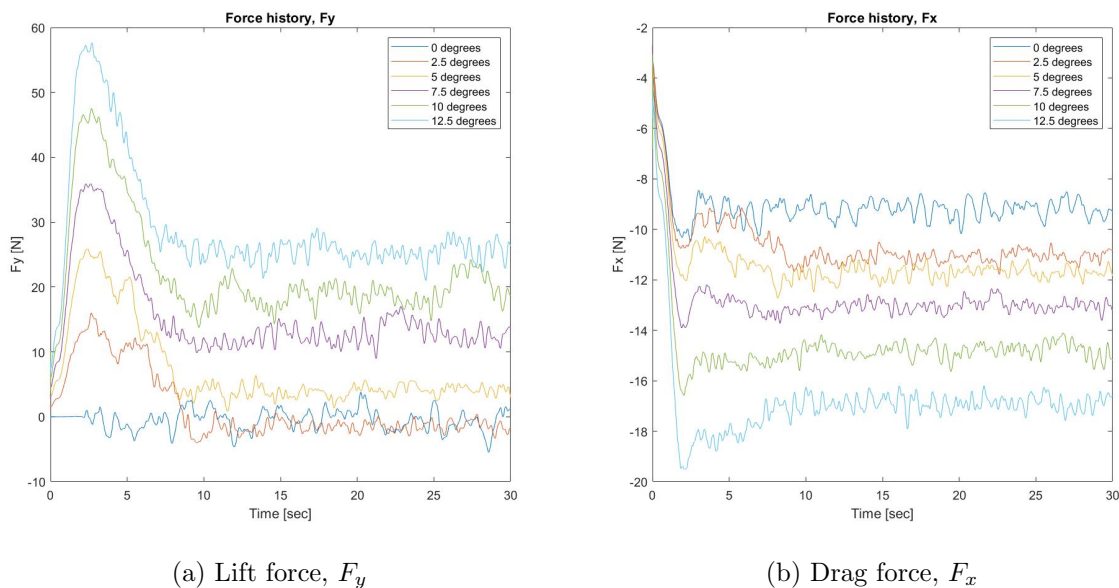 Force history, Fy
60
50
40
30
20
10
0
-10
Fy [N]
0 5 10 15 20 25 30
Time [sec]
0 degrees
2.5 degrees
5 degrees
7.5 degrees
10 degrees
12.5 degrees
(a) Lift force, F_y
Force history, Fx
-2
-4
-6
-8
-10
-12
-14
-16
-18
-20
Fx [N]
0 5 10 15 20 25 30
Time [sec]
0 degrees
2.5 degrees
5 degrees
7.5 degrees
10 degrees
12.5 degrees
(b) Drag force, F_x